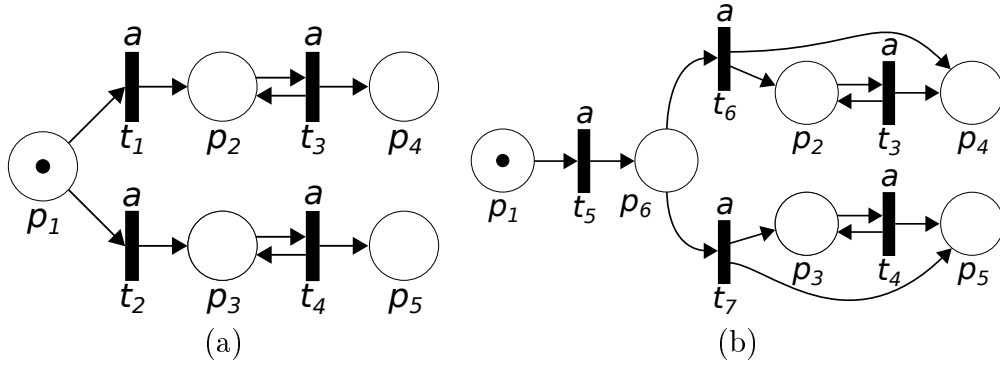 a a
t1 p2 t3 p4
p1
a a
t2 p3 t4 p5
(a)
a
t6 a
p2 t3 p4
a
p1 t5 p6
a a
t7 p3 t4 p5
(b)